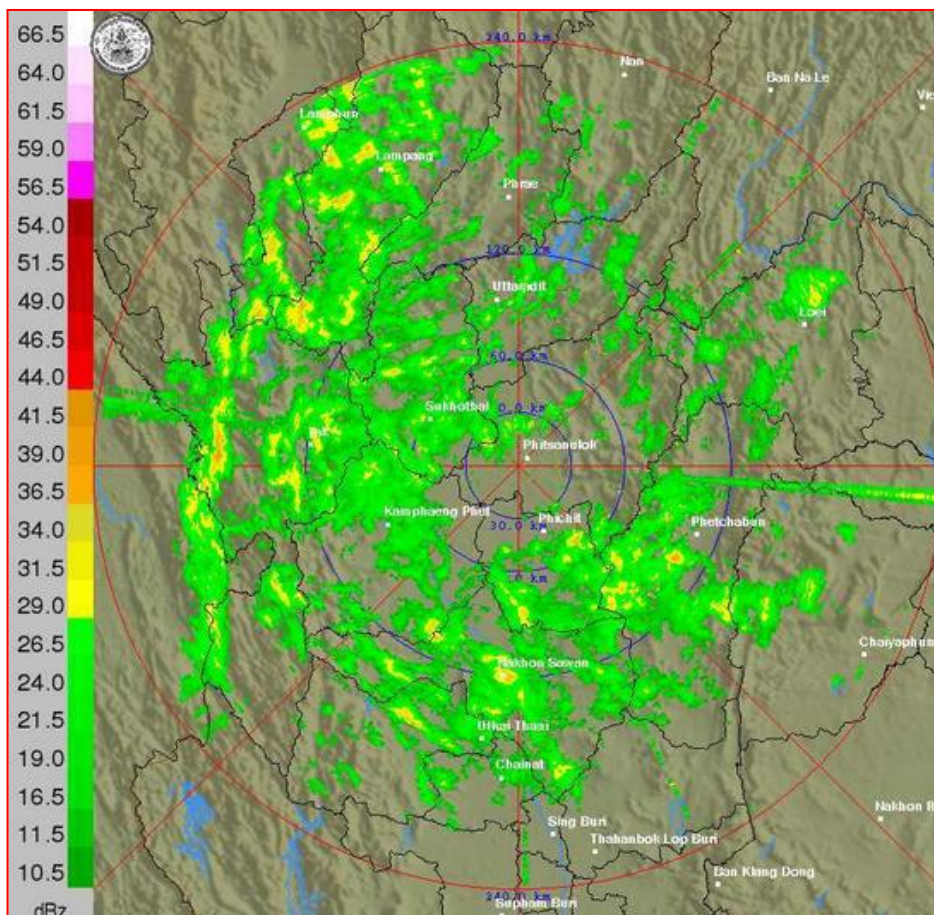 66.5
64.0
61.5
59.0
56.5
54.0
51.5
49.0
46.5
44.0
41.5
39.0
36.5
34.0
31.5
29.0
26.5
24.0
21.5
19.0
16.5
11.5
10.5
dBz
240.0 km
Nan
Ban Na Le
Vie
Lamphun
Lampang
Phrae
120.0 km
Uttaradit
Loei
60.0 km
0.0 km
Sukhothai
Tak
Phitsanulok
Kamphaeng Phet
30.0 km
Phichit
Phetchabun
.0 km
Chaiyaphum
Nakhon Sawan
Uthai Thani
Chainat
Nakhon R
Sing Buri
Thahanbok Lop Buri
Ban Klang Dong
240.0 km
Suphan Buri